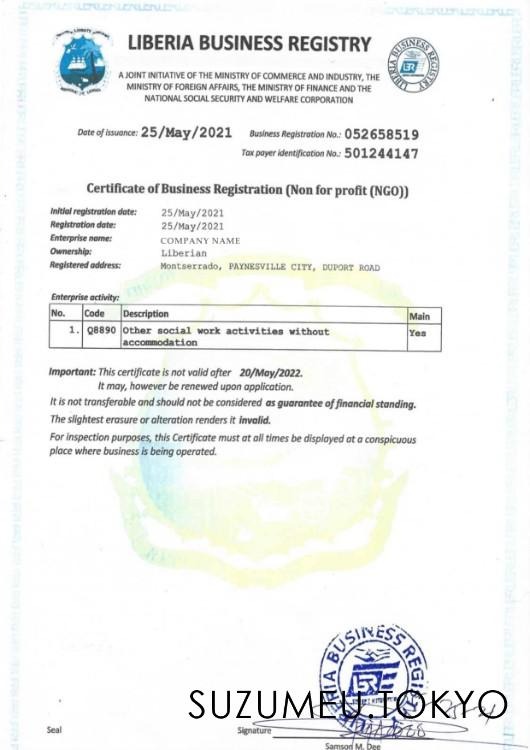 LIBERIA BUSINESS REGISTRY
A JOINT INITIATIVE OF THE MINISTRY OF COMMERCE AND INDUSTRY, THE
MINISTRY OF FOREIGN AFFAIRS, THE MINISTRY OF FINANCE AND THE
NATIONAL SOCIAL SECURITY AND WELFARE CORPORATION
Date of issuance: 25/May/2021 Business Registration No.: 052658519
Tax payer identification No.: 501244147
Certificate of Business Registration (Non for profit (NGO))
Initial registration date: 25/May/2021
Registration date: 25/May/2021
Enterprise name: COMPANY NAME
Ownership: Liberian
Registered address: Montserrado, PAYNESVILLE CITY, DUPORT ROAD
Enterprise activity:
No. Code Description Main
1. Q8890 Other social work activities without Yes
accommodation
Important: This certificate is not valid after 20/May/2022.
It may, however be renewed upon application.
It is not transferable and should not be considered as guarantee of financial standing.
The slightest erasure or alteration renders it invalid.
For inspection purposes, this Certificate must at all times be displayed at a conspicuous
place where business is being operated.
LIBERIA BUSINESS REGISTRY
LBR
SUZUMEU.TOKYO
Seal Signature
Samson M. Dee